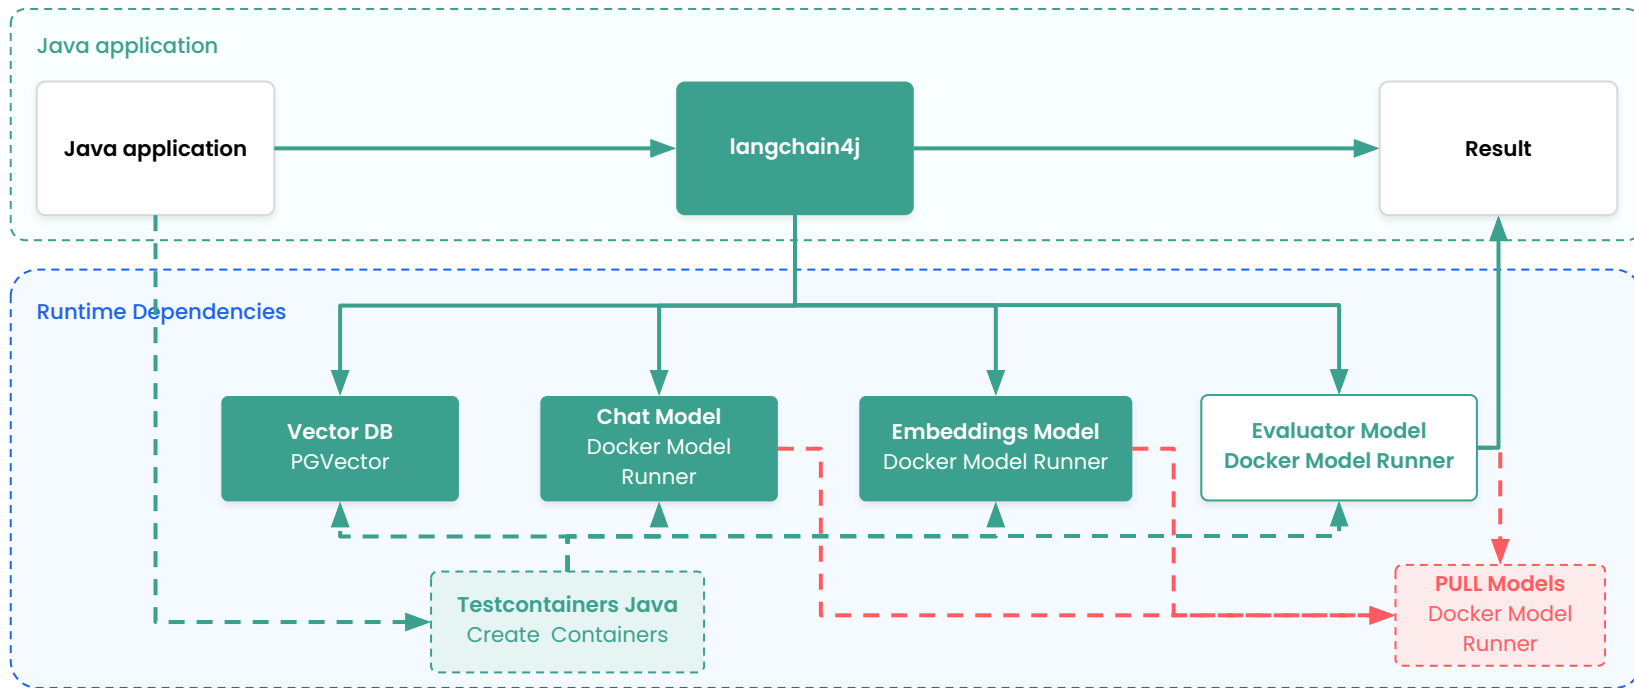 Java application
Java application
langchain4j
Result
Runtime Dependencies
Vector DB
PGVector
Chat Model
Docker Model
Runner
Embeddings Model
Docker Model Runner
Evaluator Model
Docker Model Runner
Testcontainers Java
Create  Containers
PULL Models
Docker Model
Runner